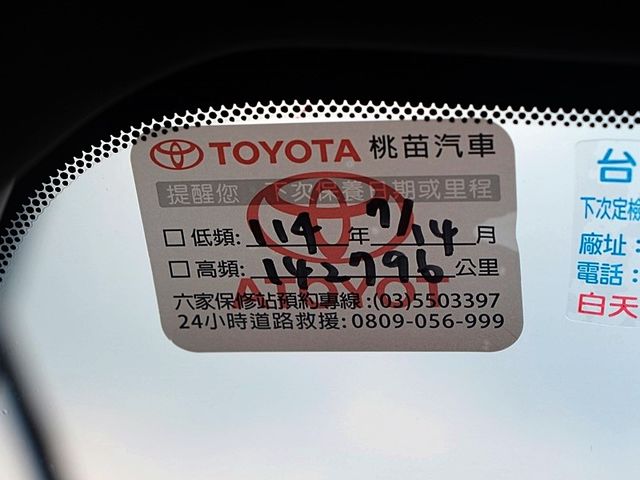 TOYOTA 桃苗汽車
提醒您 下次保養日期或里程
□ 低頻: 114 年 7/14 月
□ 高頻: 142796 公里
六家保修站預約專線:(03)5503397
24小時道路救援: 0809-056-999
台
下次定檢
廠址:
電話:
白天